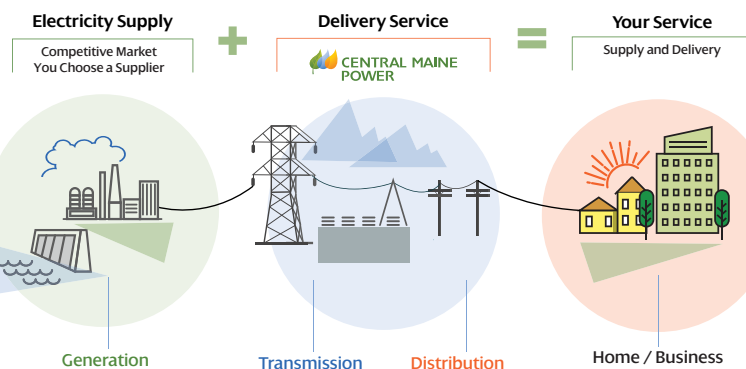 Electricity Supply
Competitive Market
You Choose a Supplier
+
Delivery Service
CENTRAL MAINE
POWER
=
Your Service
Supply and Delivery
Generation
Transmission
Distribution
Home / Business